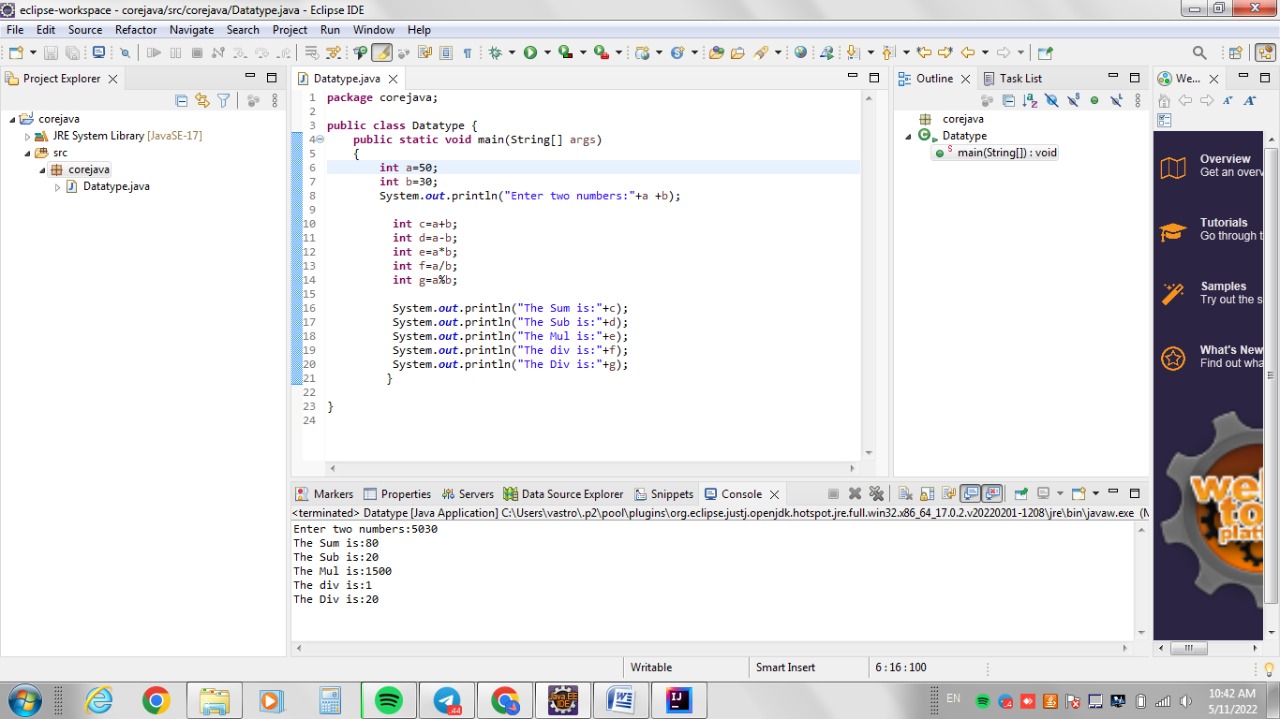 eclipse-workspace - corejava/src/corejava/Datatype.java - Eclipse IDE
File Edit Source Refactor Navigate Search Project Run Window Help
Project Explorer
corejava
JRE System Library [JavaSE-17]
src
corejava
Datatype.java
Datatype.java
1 package corejava;
2
3 public class Datatype {
4 public static void main(String[] args)
5 {
6 int a=50;
7 int b=30;
8 System.out.println("Enter two numbers:"+a +b);
9
10 int c=a+b;
11 int d=a-b;
12 int e=a*b;
13 int f=a/b;
14 int g=a%b;
15
16 System.out.println("The Sum is:"+c);
17 System.out.println("The Sub is:"+d);
18 System.out.println("The Mul is:"+e);
19 System.out.println("The div is:"+f);
20 System.out.println("The Div is:"+g);
21 }
22
23 }
24
Outline Task List
corejava
Datatype
main(String[]) : void
We...
Overview
Get an overv
Tutorials
Go through t
Samples
Try out the s
What's New
Find out wha
Markers Properties Servers Data Source Explorer Snippets Console
<terminated> Datatype [Java Application] C:\Users\vastro\.p2\pool\plugins\org.eclipse.justj.openjdk.hotspot.jre.full.win32.x86_64_17.0.2.v20220201-1208\jre\bin\javaw.exe (M
Enter two numbers:5030
The Sum is:80
The Sub is:20
The Mul is:1500
The div is:1
The Div is:20
Writable Smart Insert 6 : 16 : 100
Java EE
IDE
44
IJ
EN
10:42 AM
5/11/2022